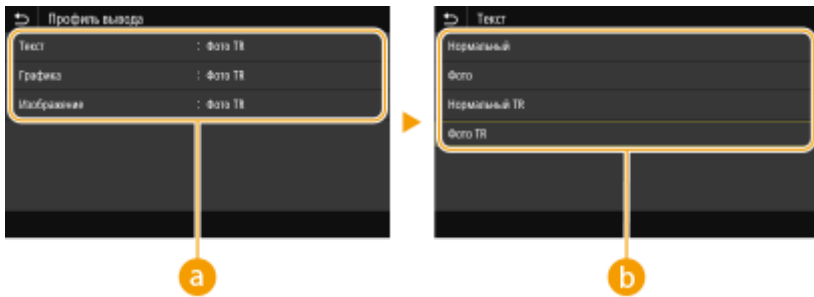 Профиль вывода
Текст : Фото TR
Графика : Фото TR
Изображение : Фото TR
a
Текст
Нормальный
Фото
Нормальный TR
Фото TR
b